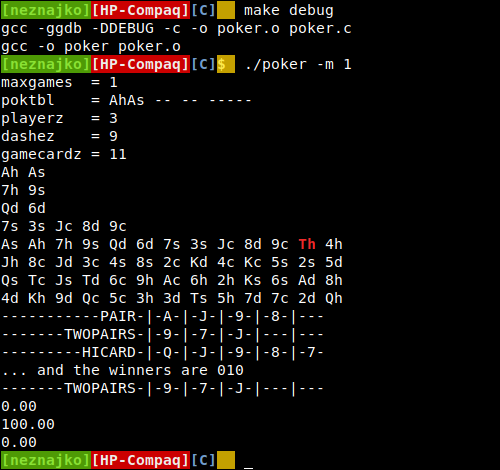 [neznajko][HP-Compaq][C]  make debug
gcc -ggdb -DDEBUG -c -o poker.o poker.c
gcc -o poker poker.o
[neznajko][HP-Compaq][C]$  ./poker -m 1
maxgames  = 1
poktbl    = AhAs -- -- -----
playerz   = 3
dashez    = 9
gamecardz = 11
Ah As
7h 9s
Qd 6d
7s 3s Jc 8d 9c
As Ah 7h 9s Qd 6d 7s 3s Jc 8d 9c Th 4h
Jh 8c Jd 3c 4s 8s 2c Kd 4c Kc 5s 2s 5d
Qs Tc Js Td 6c 9h Ac 6h 2h Ks 6s Ad 8h
4d Kh 9d Qc 5c 3h 3d Ts 5h 7d 7c 2d Qh
-----------PAIR-|-A-|-J-|-9-|-8-|---
-------TWOPAIRS-|-9-|-7-|-J-|---|---
---------HICARD-|-Q-|-J-|-9-|-8-|-7-
... and the winners are 010
-------TWOPAIRS-|-9-|-7-|-J-|---|---
0.00
100.00
0.00
[neznajko][HP-Compaq][C]  _